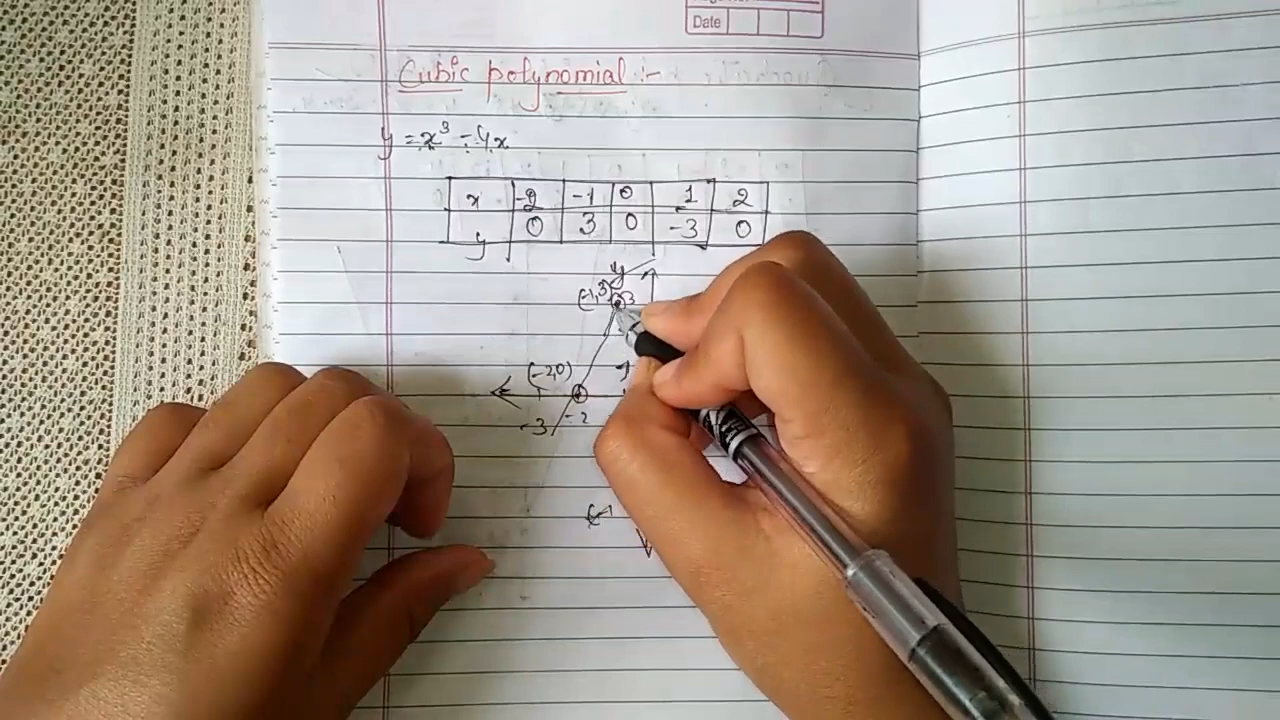 Date
Cubic polynomial :-
y = x³ - 4x
x -2 -1 0 1 2
y 0 3 0 -3 0
y
(-1,3) 3
(-2,0)
-3 -2